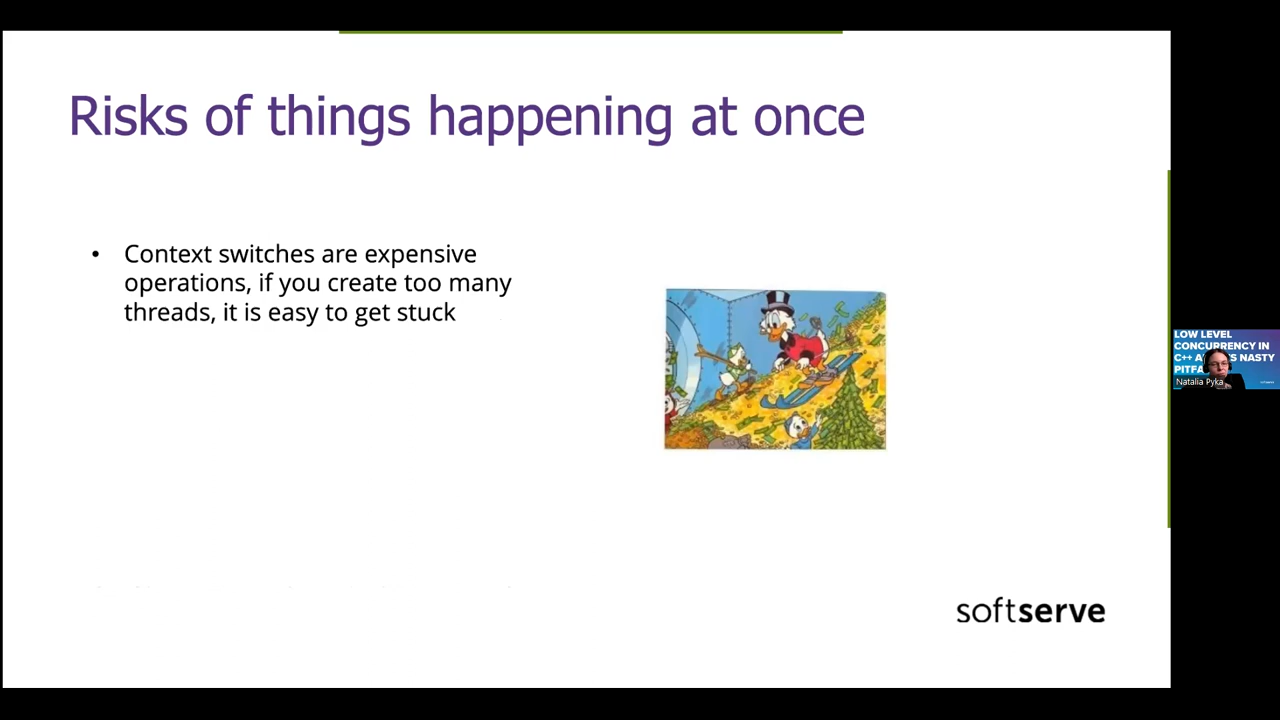 Risks of things happening at once
• Context switches are expensive
operations, if you create too many
threads, it is easy to get stuck
softserve
LOW LEVEL
CONCURRENCY IN
C++ A
S NASTY
PITFA
Natalia Pyka